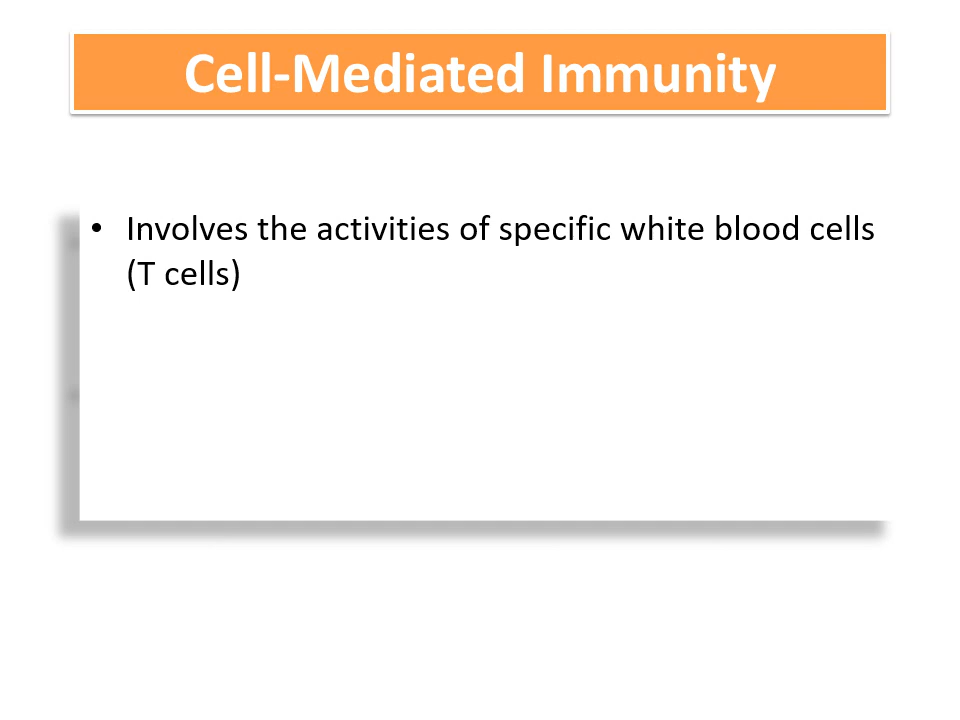 Cell-Mediated Immunity
• Involves the activities of specific white blood cells
(T cells)